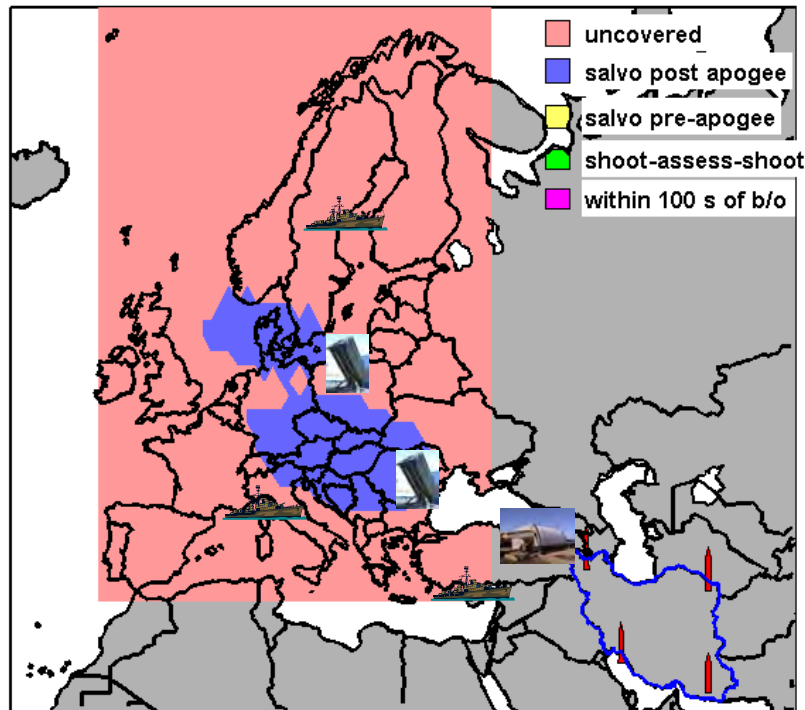 uncovered
salvo post apogee
salvo pre-apogee
shoot-assess-shoot
within 100 s of b/o